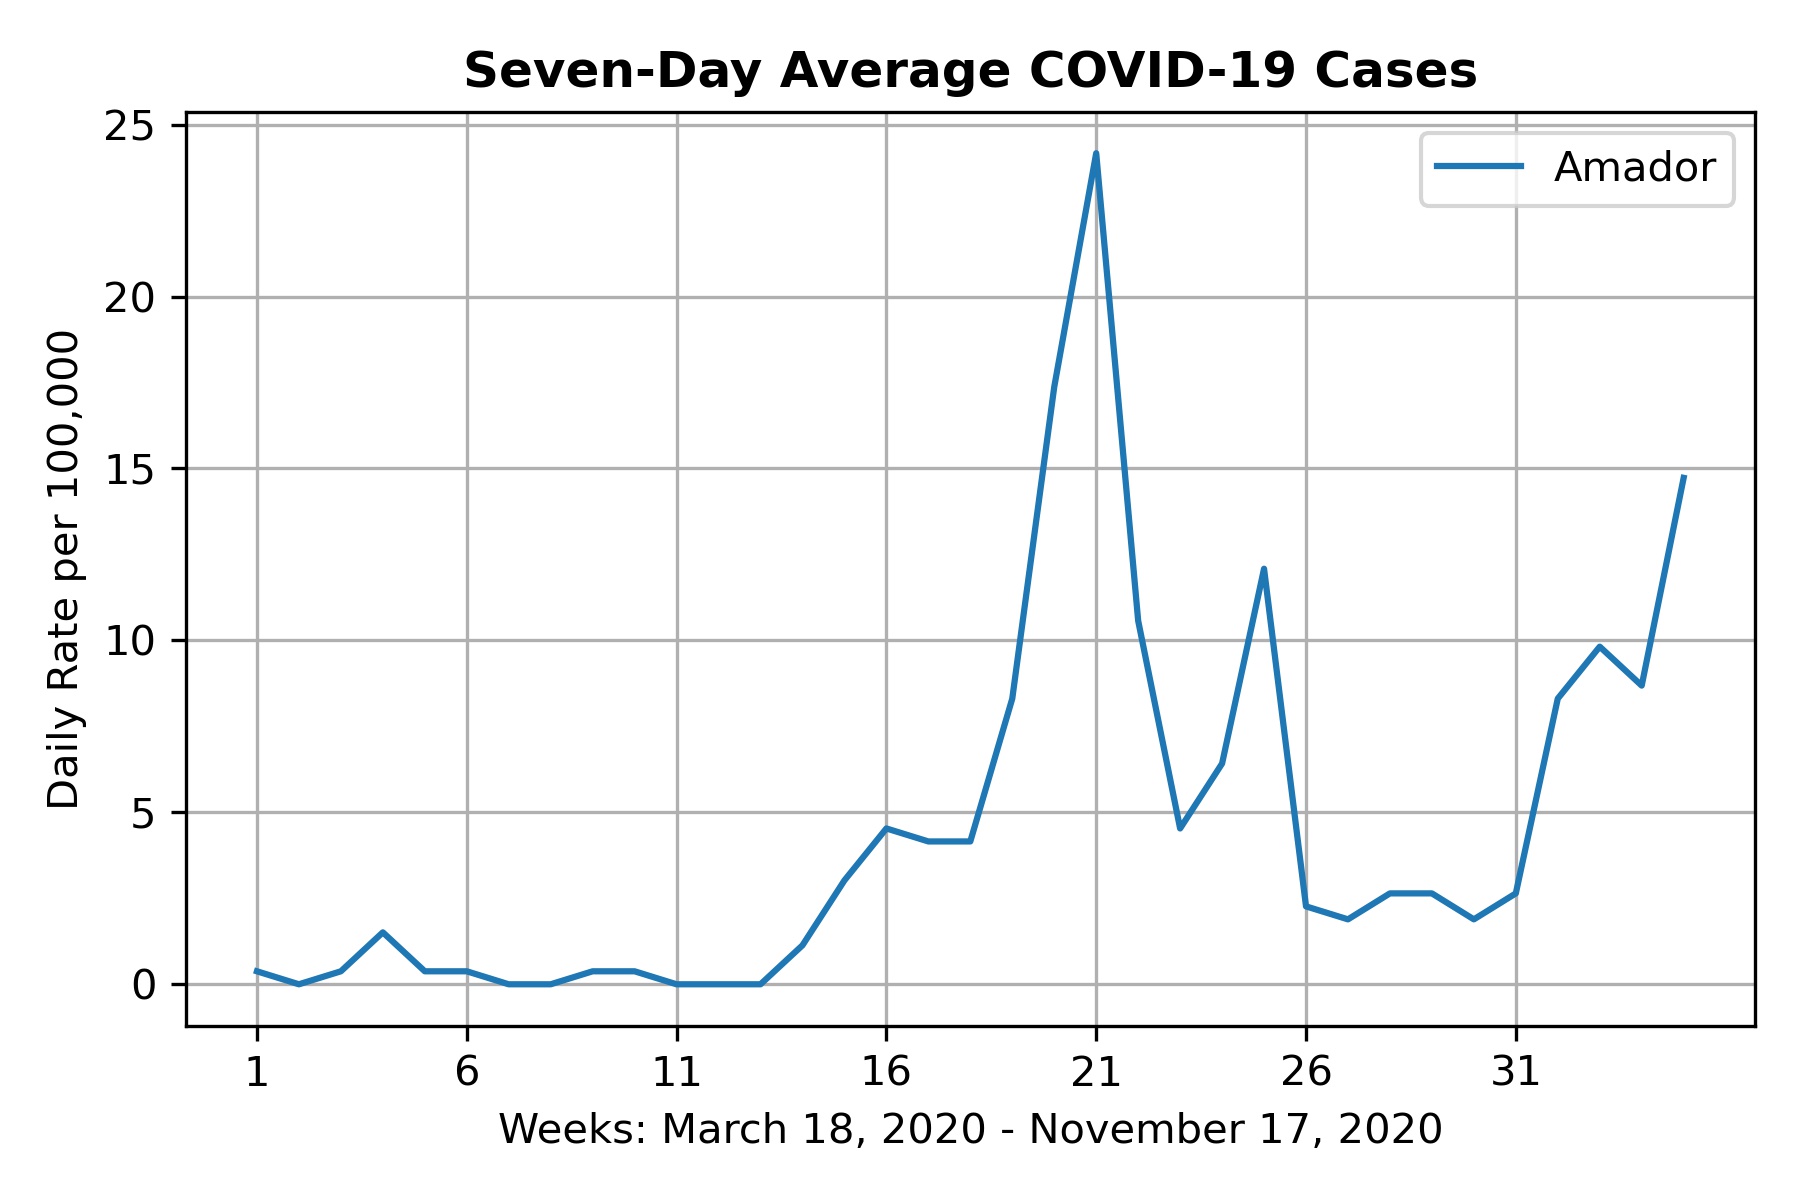 Seven-Day Average COVID-19 Cases
Amador
Daily Rate per 100,000
25
20
15
10
5
0
1 6 11 16 21 26 31
Weeks: March 18, 2020 - November 17, 2020